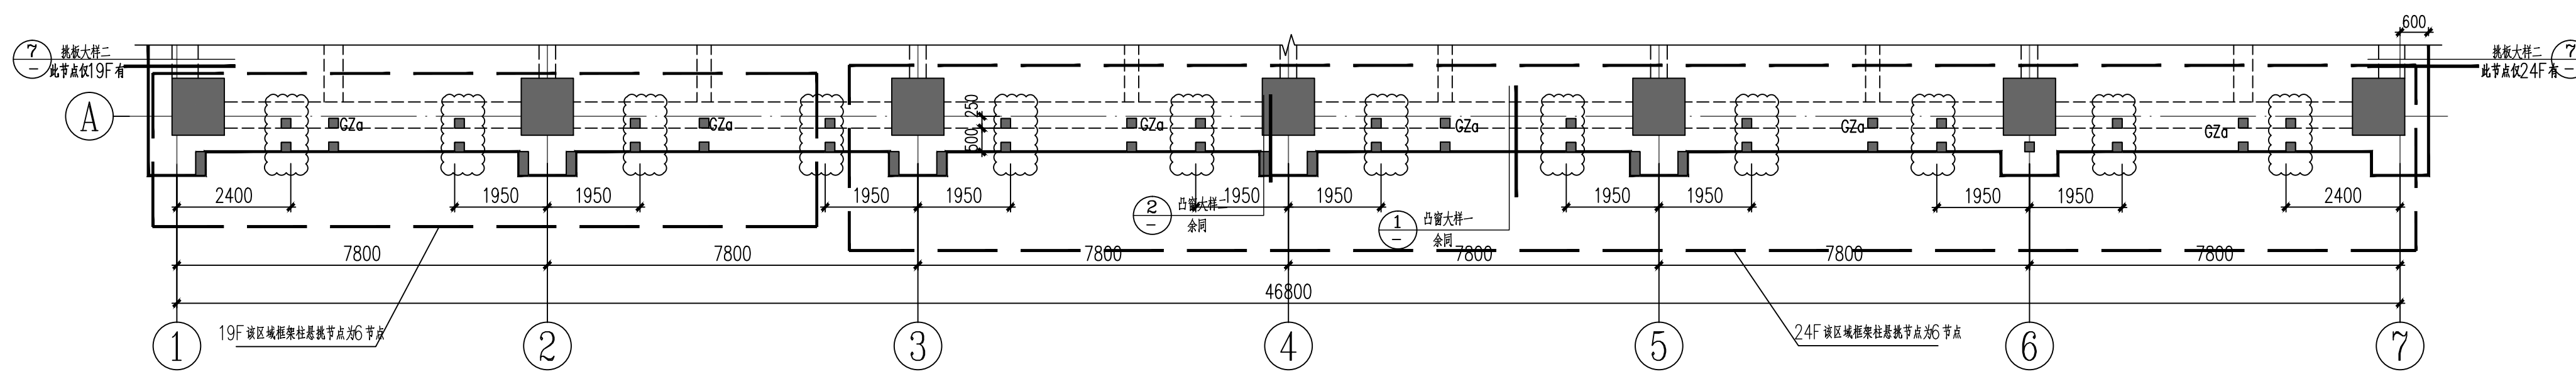 600
7
挑板大样二
-
此节点仅19F有
挑板大样二
7
此节点仅24F有
A
250
500
GZa
GZa
GZa
GZa
GZa
GZa
2400
1950
1950
1950
1950
1950
1950
1950
1950
1950
1950
2400
2
-
凸窗大样二
余同
1
-
凸窗大样一
余同
7800
7800
7800
7800
7800
7800
46800
19F该区域框架柱悬挑节点为6节点
24F该区域框架柱悬挑节点为6节点
1
2
3
4
5
6
7